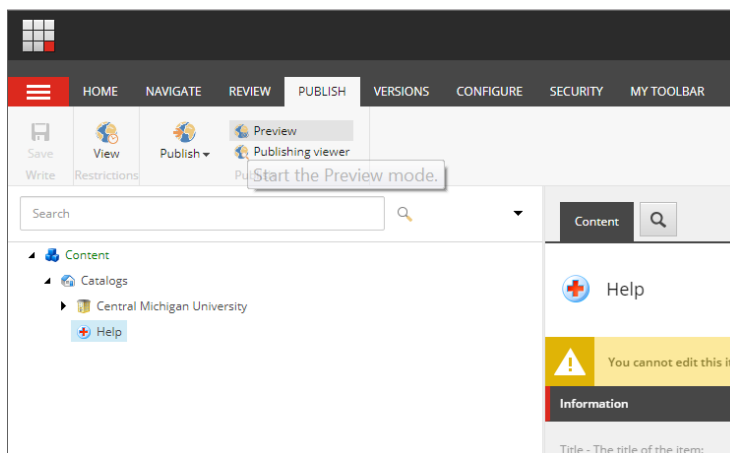 HOME NAVIGATE REVIEW PUBLISH VERSIONS CONFIGURE SECURITY MY TOOLBAR
Save View Publish Preview
Publishing viewer
Write Restrictions Start the Preview mode.
Search
Content
Content
Catalogs
Central Michigan University
Help
Help
You cannot edit this
Information
Title - The title of the item: